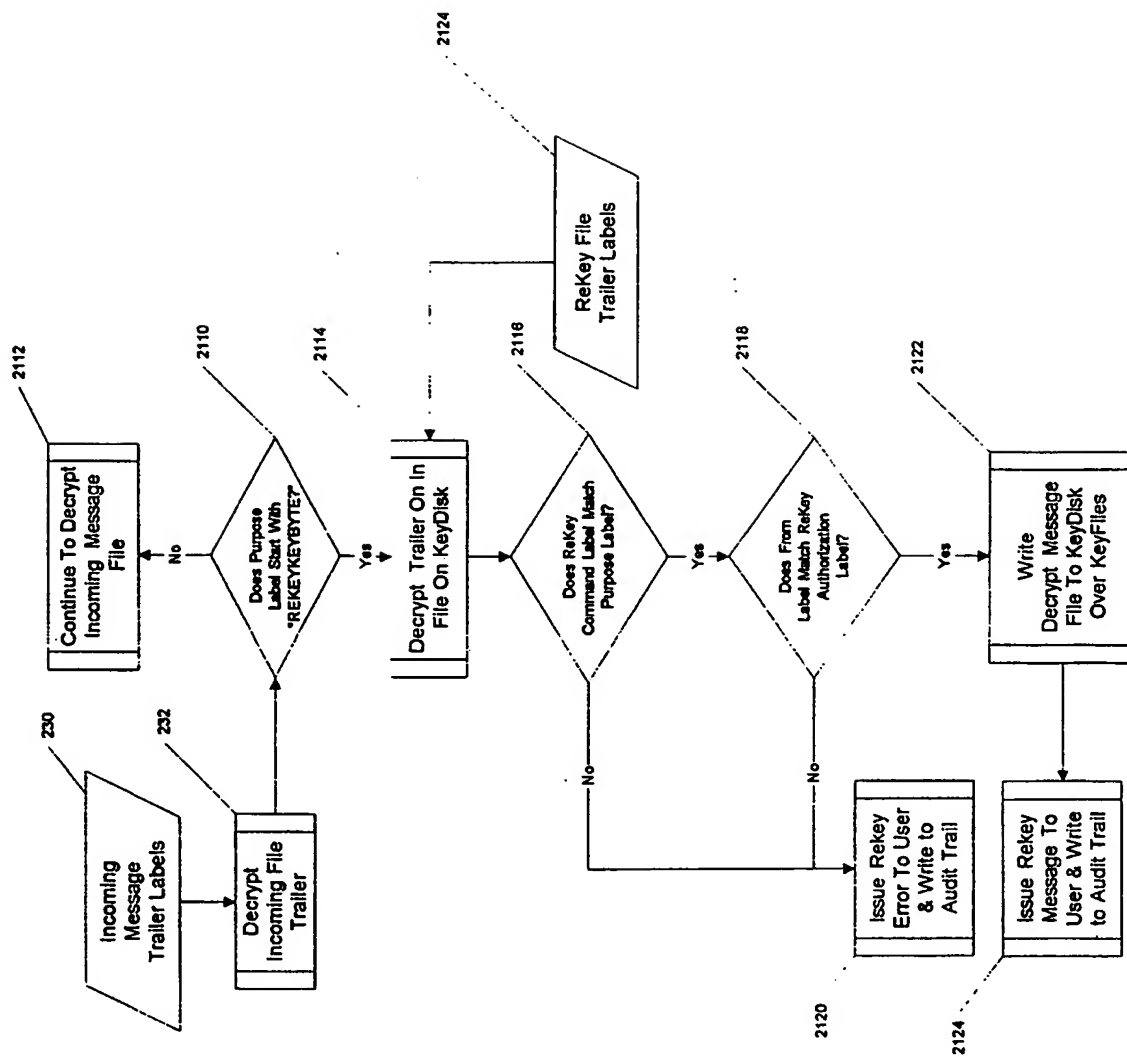 230
Incoming
Message
Trailer Labels
232
Decrypt
Incoming File
Trailer
2112
Continue To Decrypt
Incoming Message
File
No
2110
Does Purpose
Label Start With
"REKEYKEYBYTE?"
Yes
2114
Decrypt Trailer On In
File On KeyDisk
2124
ReKey File
Trailer Labels
2116
Does ReKey
Command Label Match
Purpose Label?
No
Yes
2118
Does From
Label Match ReKey
Authorization
Label?
No
Yes
2120
Issue Rekey
Error To User
& Write to
Audit Trail
2122
Write
Decrypt Message
File To KeyDisk
Over KeyFiles
2124
Issue Rekey
Message To
User & Write
to Audit Trail